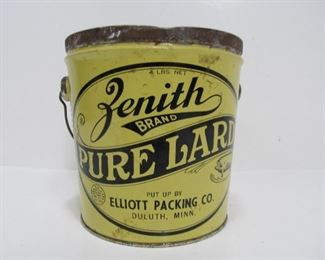 4 LBS. NET
Zenith
BRAND
PURE LARD
PUT UP BY
ELLIOTT PACKING CO.
DULUTH, MINN.